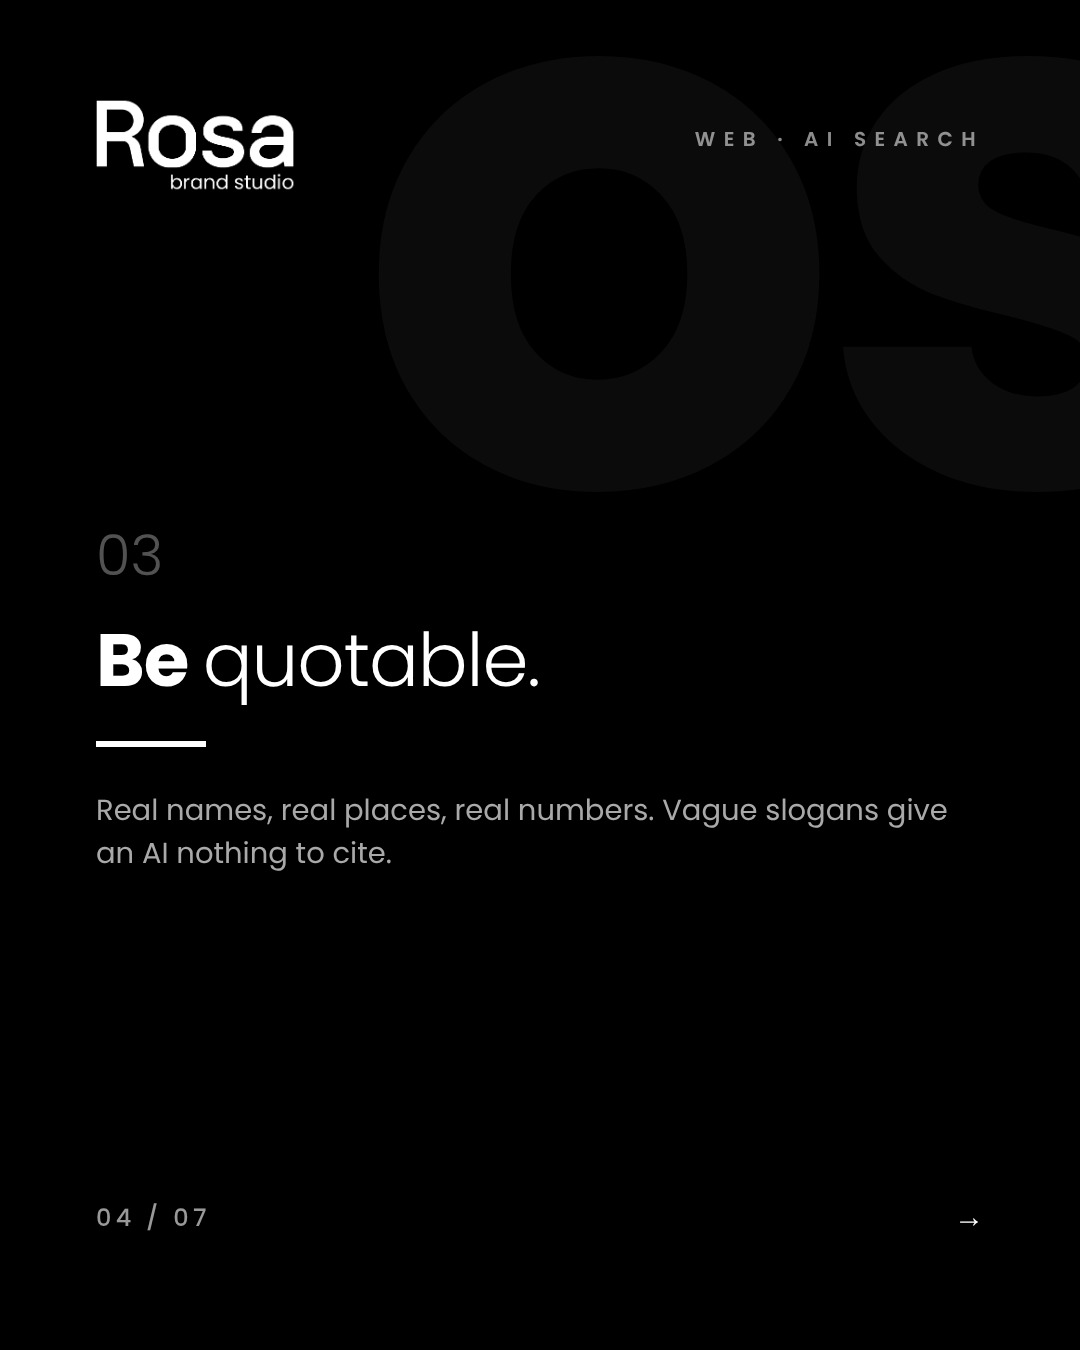 Rosa
brand studio
WEB · AI SEARCH
os
03
Be quotable.
Real names, real places, real numbers. Vague slogans give
an AI nothing to cite.
04 / 07
→